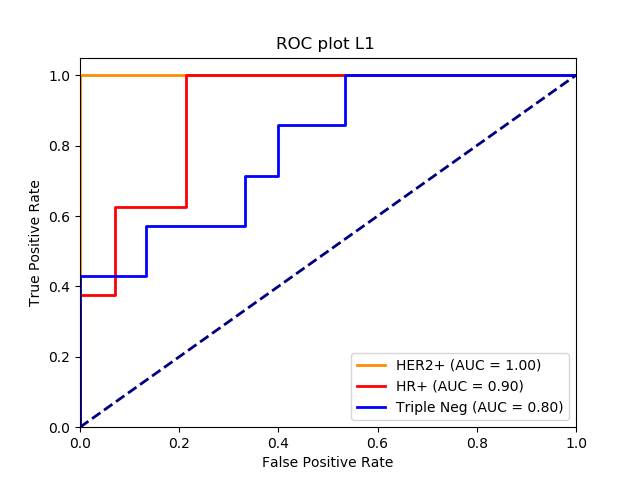 ROC plot L1
True Positive Rate
1.0
0.8
0.6
0.4
0.2
0.0
HER2+ (AUC = 1.00)
HR+ (AUC = 0.90)
Triple Neg (AUC = 0.80)
0.0 0.2 0.4 0.6 0.8 1.0
False Positive Rate